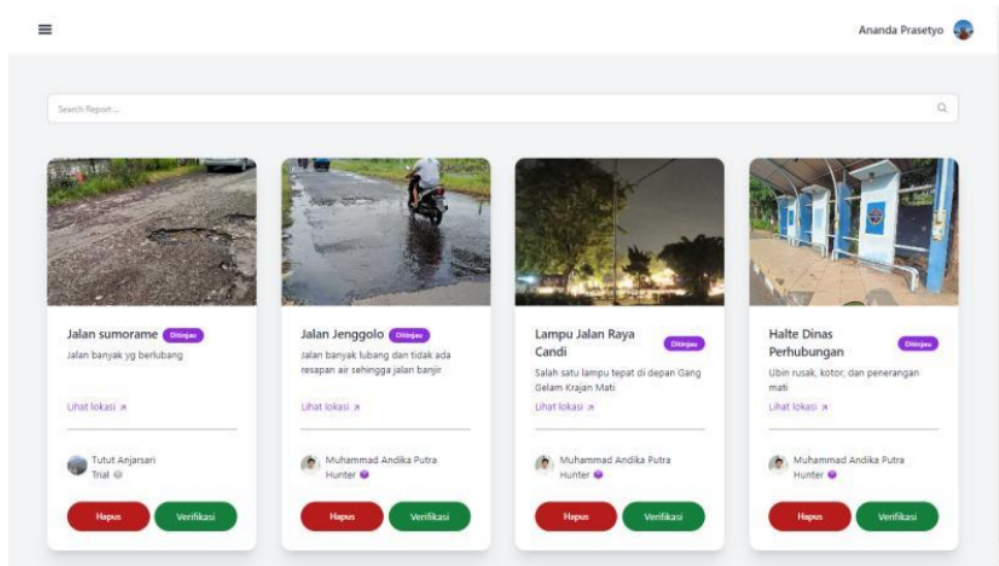 Ananda Prasetyo
Search Report ...
Jalan sumorame Ditinjau
Jalan banyak yg berlubang
Lihat lokasi
Tutut Anjarsari
Trial
Hapus Verifikasi
Jalan Jenggolo Ditinjau
Jalan banyak lubang dan tidak ada
resapan air sehingga jalan banjir
Lihat lokasi
Muhammad Andika Putra
Hunter
Hapus Verifikasi
Lampu Jalan Raya
Candi
Ditinjau
Salah satu lampu tepat di depan Gang
Gelam Krajan Mati
Lihat lokasi
Muhammad Andika Putra
Hunter
Hapus Verifikasi
Halte Dinas
Perhubungan
Ditinjau
Ubin rusak, kotor, dan penerangan
mati
Lihat lokasi
Muhammad Andika Putra
Hunter
Hapus Verifikasi